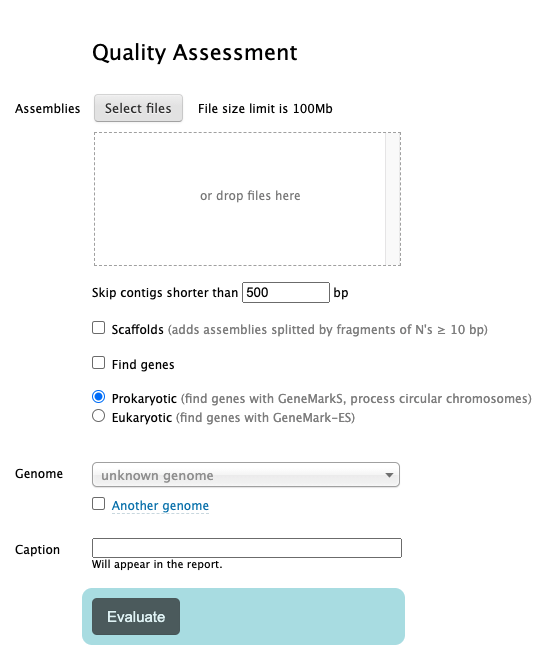 Quality Assessment
Assemblies Select files File size limit is 100Mb
or drop files here
Skip contigs shorter than 500 bp
Scaffolds (adds assemblies splitted by fragments of N's ≥ 10 bp)
Find genes
Prokaryotic (find genes with GeneMarkS, process circular chromosomes)
Eukaryotic (find genes with GeneMark-ES)
Genome unknown genome
Another genome
Caption
Will appear in the report.
Evaluate